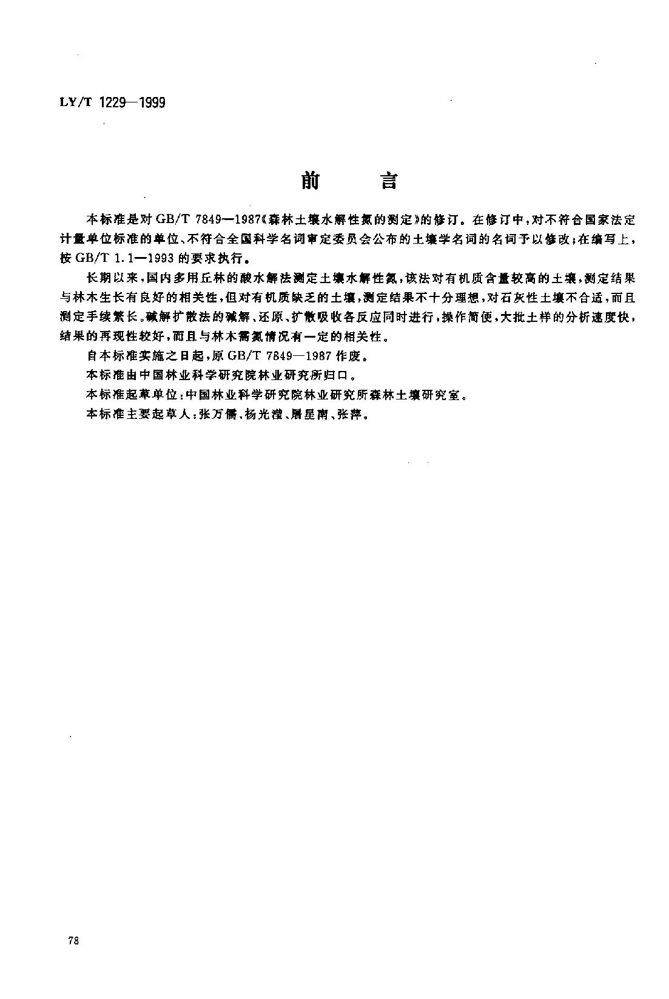 LY/T 1229—1999
前 言
本标准是对 GB/T 7849—1987《森林土壤水解性氮的测定》的修订。在修订中,对不符合国家法定
计量单位标准的单位、不符合全国科学名词审定委员会公布的土壤学名词的名词予以修改;在编写上,
按 GB/T 1.1—1993 的要求执行。
长期以来,国内多用丘林的酸水解法测定土壤水解性氮,该法对有机质含量较高的土壤,测定结果
与林木生长有良好的相关性,但对有机质缺乏的土壤,测定结果不十分理想,对石灰性土壤不合适,而且
测定手续繁长。碱解扩散法的碱解、还原、扩散吸收各反应同时进行,操作简便,大批土样的分析速度快,
结果的再现性较好,而且与林木需氮情况有一定的相关性。
自本标准实施之日起,原 GB/T 7849—1987 作废。
本标准由中国林业科学研究院林业研究所归口。
本标准起草单位:中国林业科学研究院林业研究所森林土壤研究室。
本标准主要起草人:张万儒、杨光滢、屠星南、张萍。
78